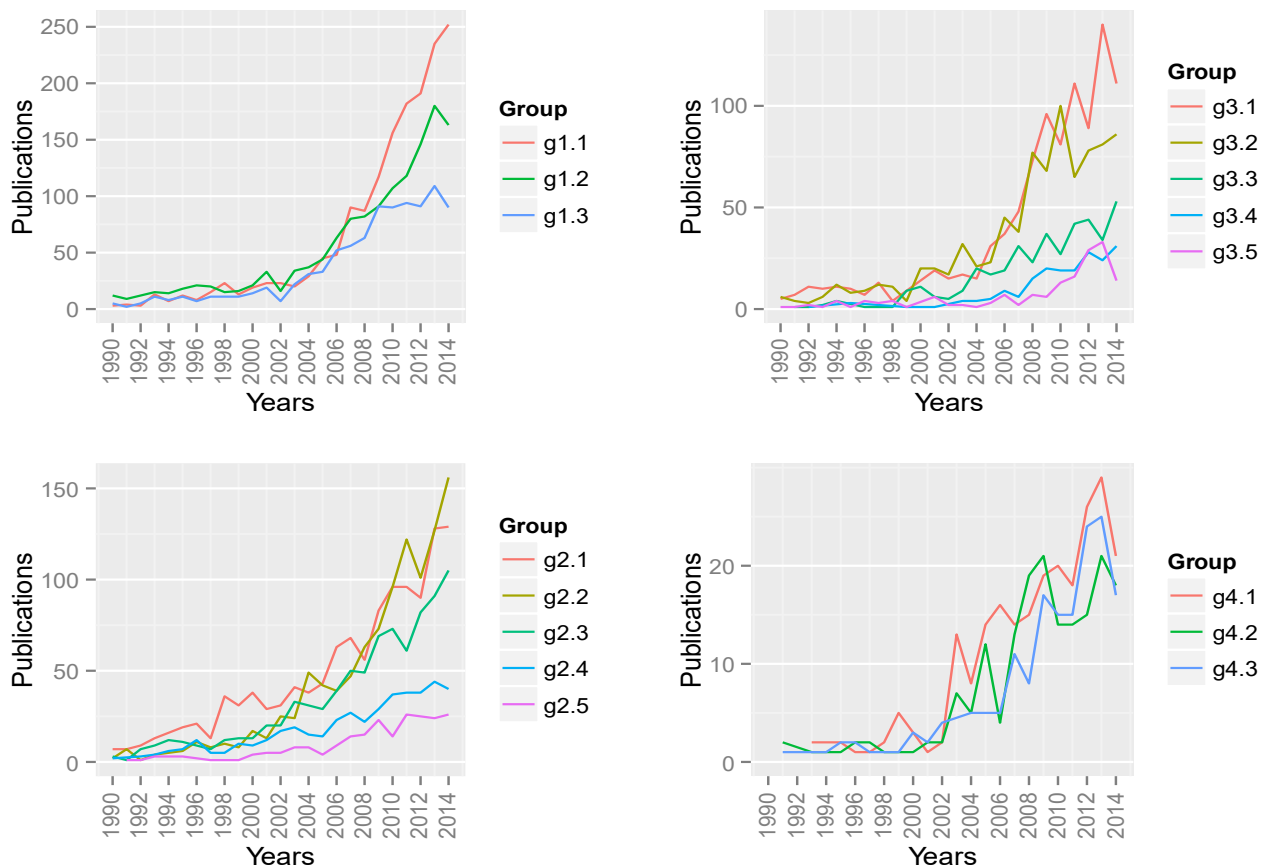 Publications
250
200
150
100
50
0
1990
1992
1994
1996
1998
2000
2002
2004
2006
2008
2010
2012
2014
Years
Group
g1.1
g1.2
g1.3
Publications
100
50
0
1990
1992
1994
1996
1998
2000
2002
2004
2006
2008
2010
2012
2014
Years
Group
g3.1
g3.2
g3.3
g3.4
g3.5
Publications
150
100
50
0
1990
1992
1994
1996
1998
2000
2002
2004
2006
2008
2010
2012
2014
Years
Group
g2.1
g2.2
g2.3
g2.4
g2.5
Publications
20
10
0
1990
1992
1994
1996
1998
2000
2002
2004
2006
2008
2010
2012
2014
Years
Group
g4.1
g4.2
g4.3